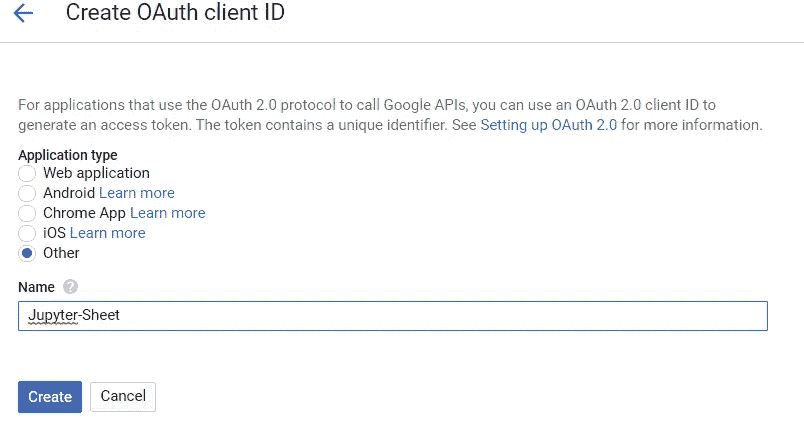 Create OAuth client ID
For applications that use the OAuth 2.0 protocol to call Google APIs, you can use an OAuth 2.0 client ID to
generate an access token. The token contains a unique identifier. See Setting up OAuth 2.0 for more information.
Application type
Web application
Android Learn more
Chrome App Learn more
iOS Learn more
Other
Name ?
Jupyter-Sheet
Create Cancel